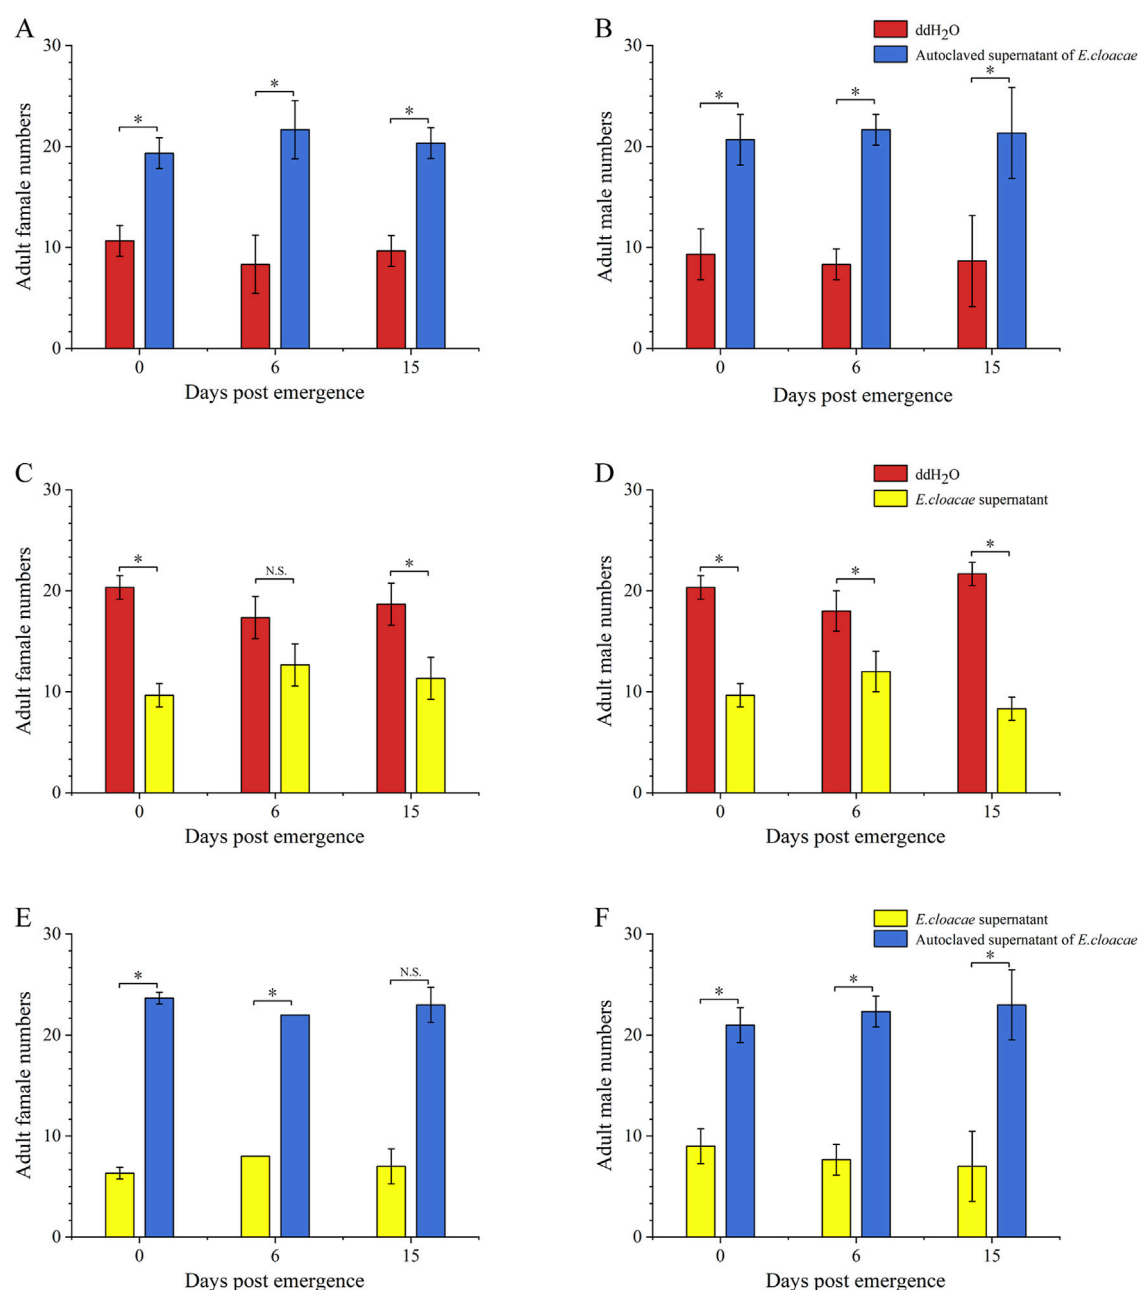 A
30
20
10
0
Adult famale numbers
*
*
*
0
6
15
Days post emergence
B
ddH2O
Autoclaved supernatant of E.cloacae
30
20
10
0
Adult male numbers
*
*
*
0
6
15
Days post emergence
C
30
20
10
0
Adult famale numbers
*
N.S.
*
0
6
15
Days post emergence
D
ddH2O
E.cloacae supernatant
30
20
10
0
Adult male numbers
*
*
*
0
6
15
Days post emergence
E
30
20
10
0
Adult famale numbers
*
*
N.S.
0
6
15
Days post emergence
F
E.cloacae supernatant
Autoclaved supernatant of E.cloacae
30
20
10
0
Adult male numbers
*
*
*
0
6
15
Days post emergence